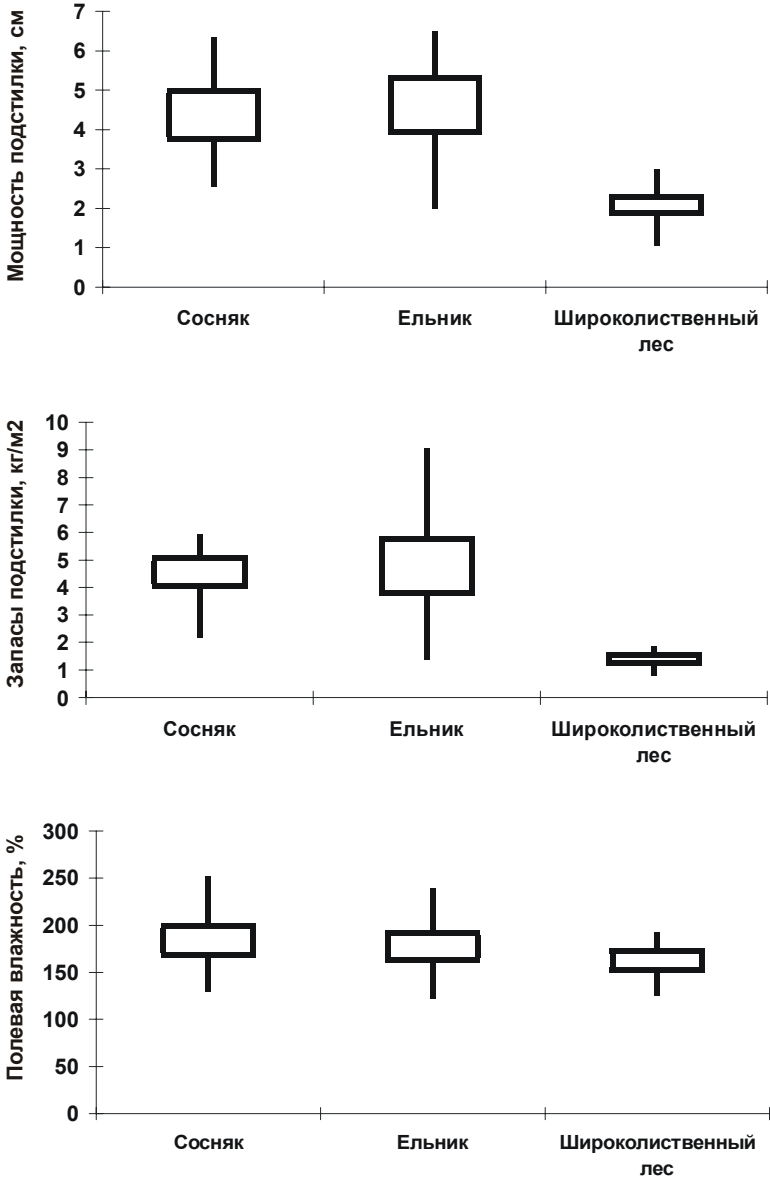 Мощность подстилки, см
7
6
5
4
3
2
1
0
Сосняк
Ельник
Широколиственный
лес
Запасы подстилки, кг/м2
10
9
8
7
6
5
4
3
2
1
0
Сосняк
Ельник
Широколиственный
лес
Полевая влажность, %
300
250
200
150
100
50
0
Сосняк
Ельник
Широколиственный
лес